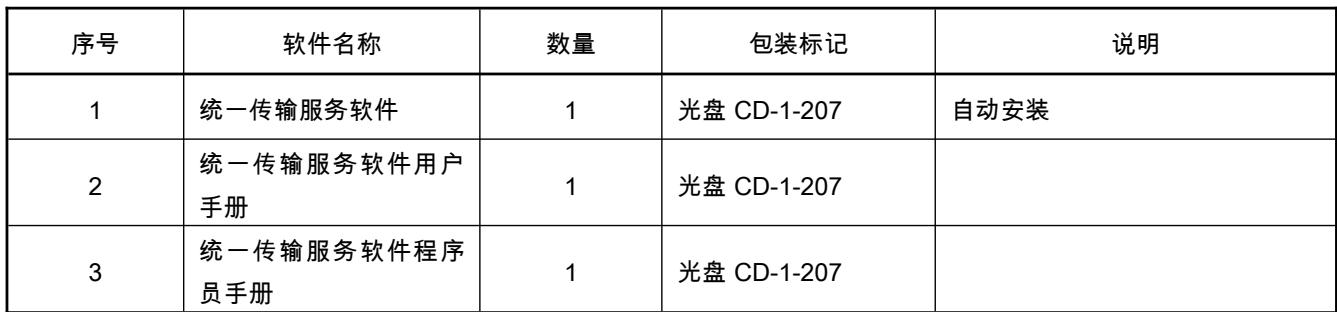 序号 软件名称 数量 包装标记 说明
1 统一传输服务软件 1 光盘 CD-1-207 自动安装
2 统一传输服务软件用户
手册 1 光盘 CD-1-207
3 统一传输服务软件程序
员手册 1 光盘 CD-1-207